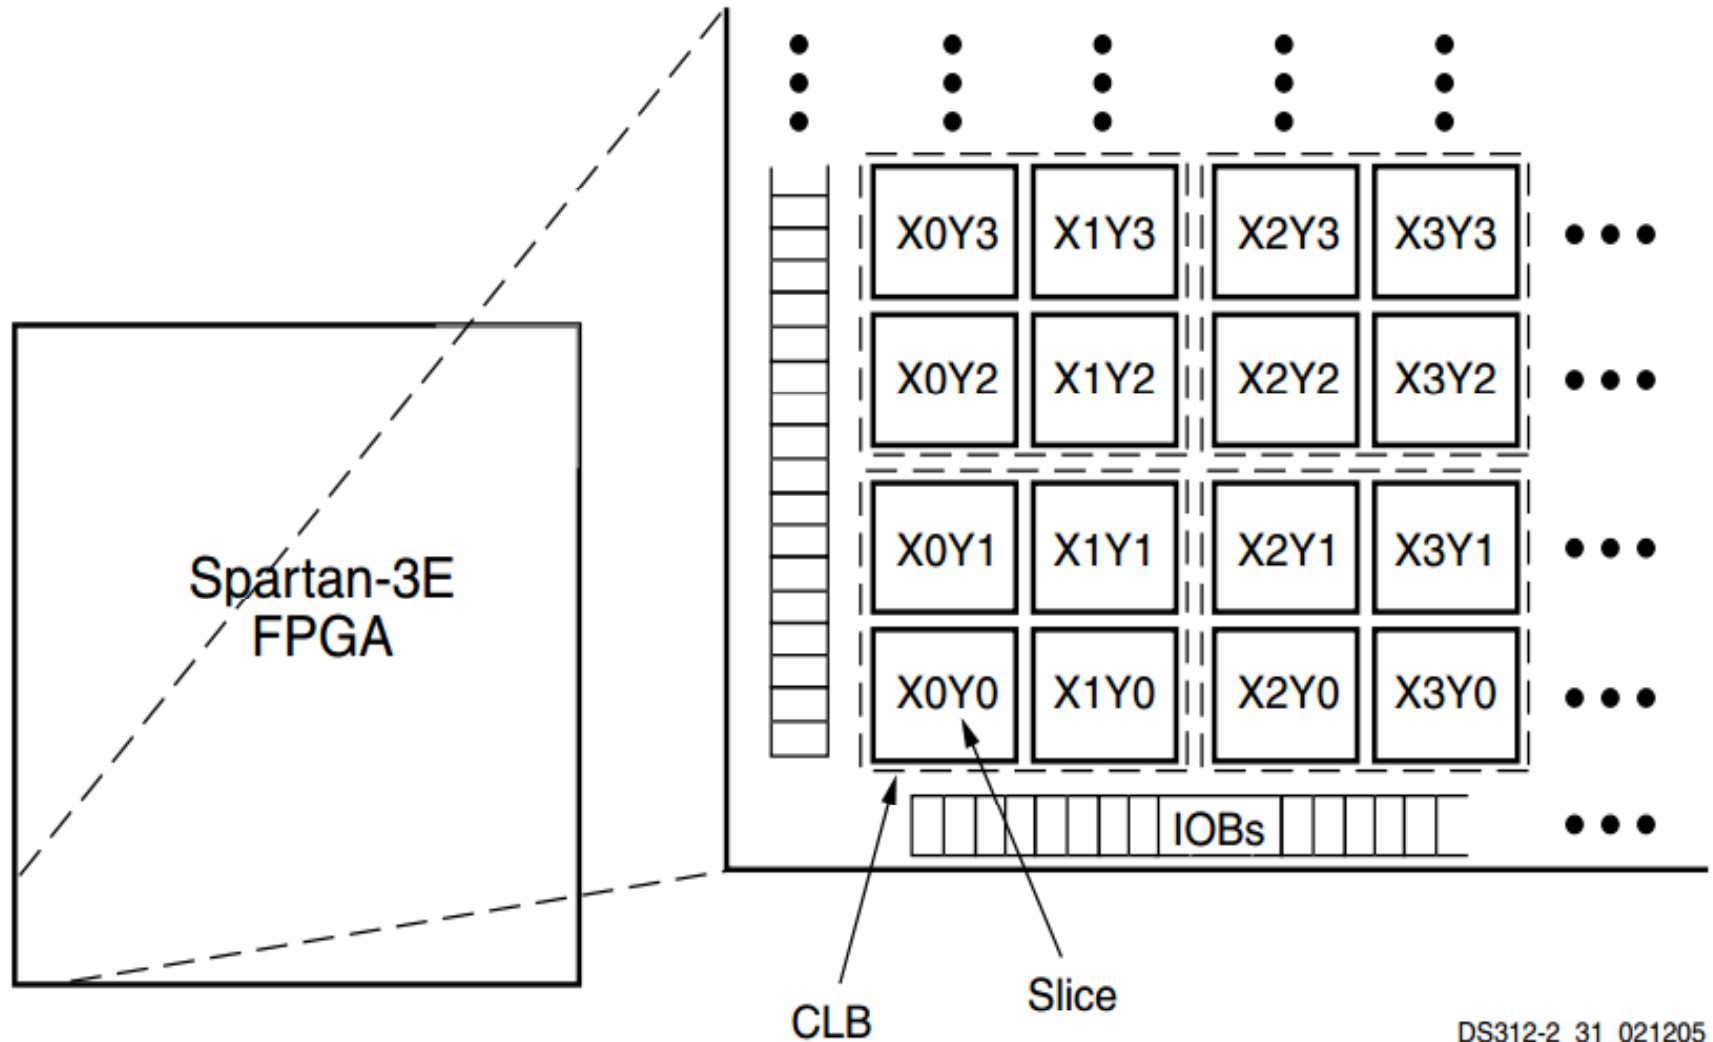 X0Y3 X1Y3 X2Y3 X3Y3
X0Y2 X1Y2 X2Y2 X3Y2
Spartan-3E
FPGA
X0Y1 X1Y1 X2Y1 X3Y1
X0Y0 X1Y0 X2Y0 X3Y0
IOBs
Slice
CLB
DS312-2_31_021205